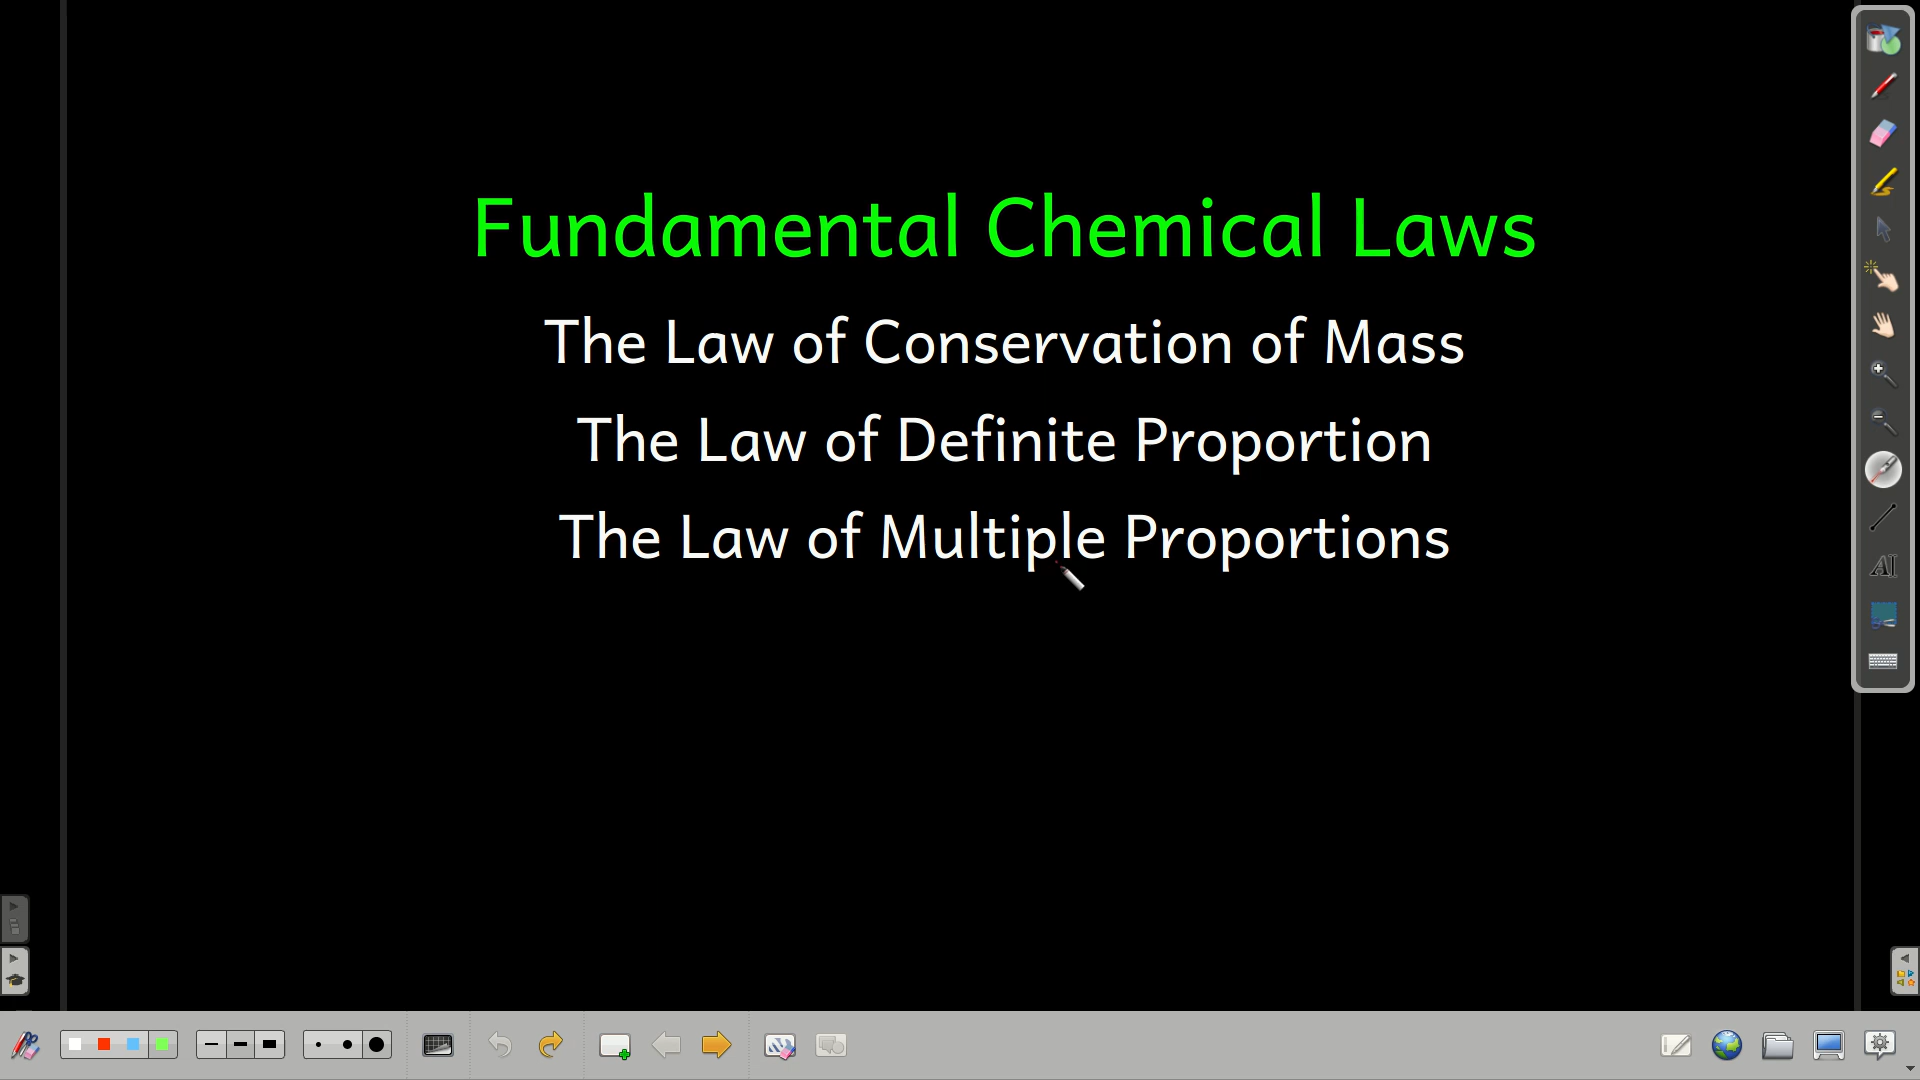 Fundamental Chemical Laws
The Law of Conservation of Mass
The Law of Definite Proportion
The Law of Multiple Proportions